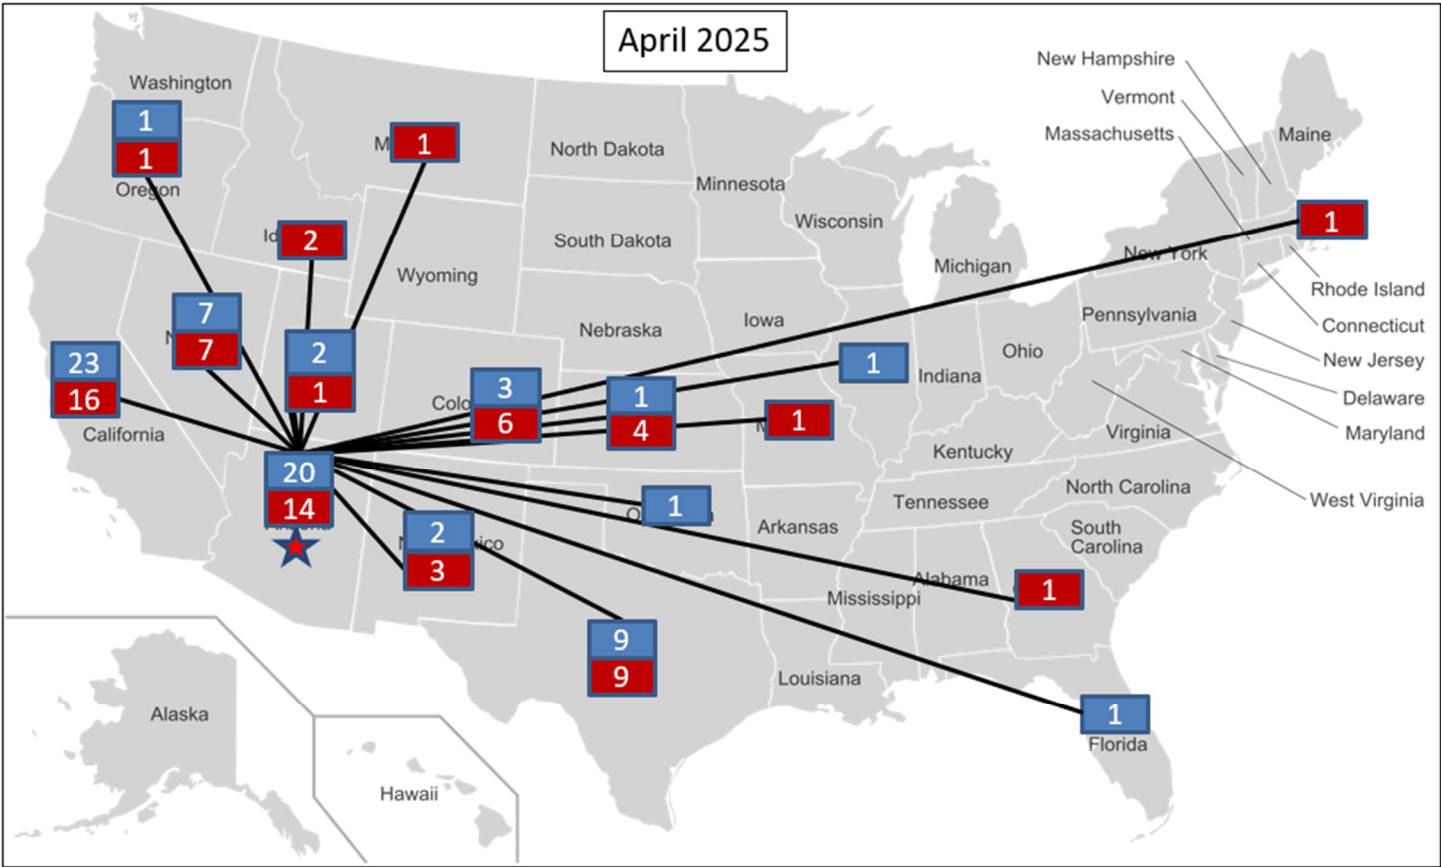 April 2025
New Hampshire
Washington
Vermont
1
1
M
1
Massachusetts
Maine
North Dakota
Minnesota
Oregon
1
Wisconsin
Id
2
South Dakota
New York
Michigan
Wyoming
Rhode Island
7
7
Nebraska
Iowa
Pennsylvania
Connecticut
2
1
Ohio
New Jersey
23
16
3
6
Colo
1
4
1
Indiana
Delaware
California
1
Virginia
Maryland
Kentucky
20
14
North Carolina
West Virginia
1
O
Tennessee
Arkansas
South
Carolina
2
3
ico
Alabama
1
Mississippi
9
9
Louisiana
Alaska
1
Florida
Hawaii